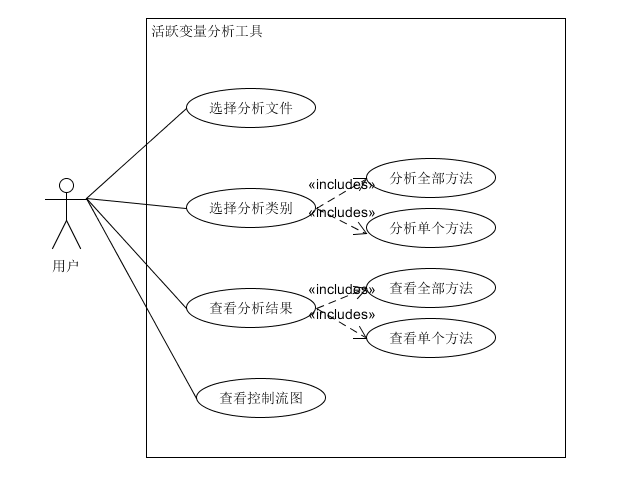 活跃变量分析工具
选择分析文件
«includes»
分析全部方法
选择分析类别
«includes»
分析单个方法
用户
«includes»
查看全部方法
查看分析结果
«includes»
查看单个方法
查看控制流图